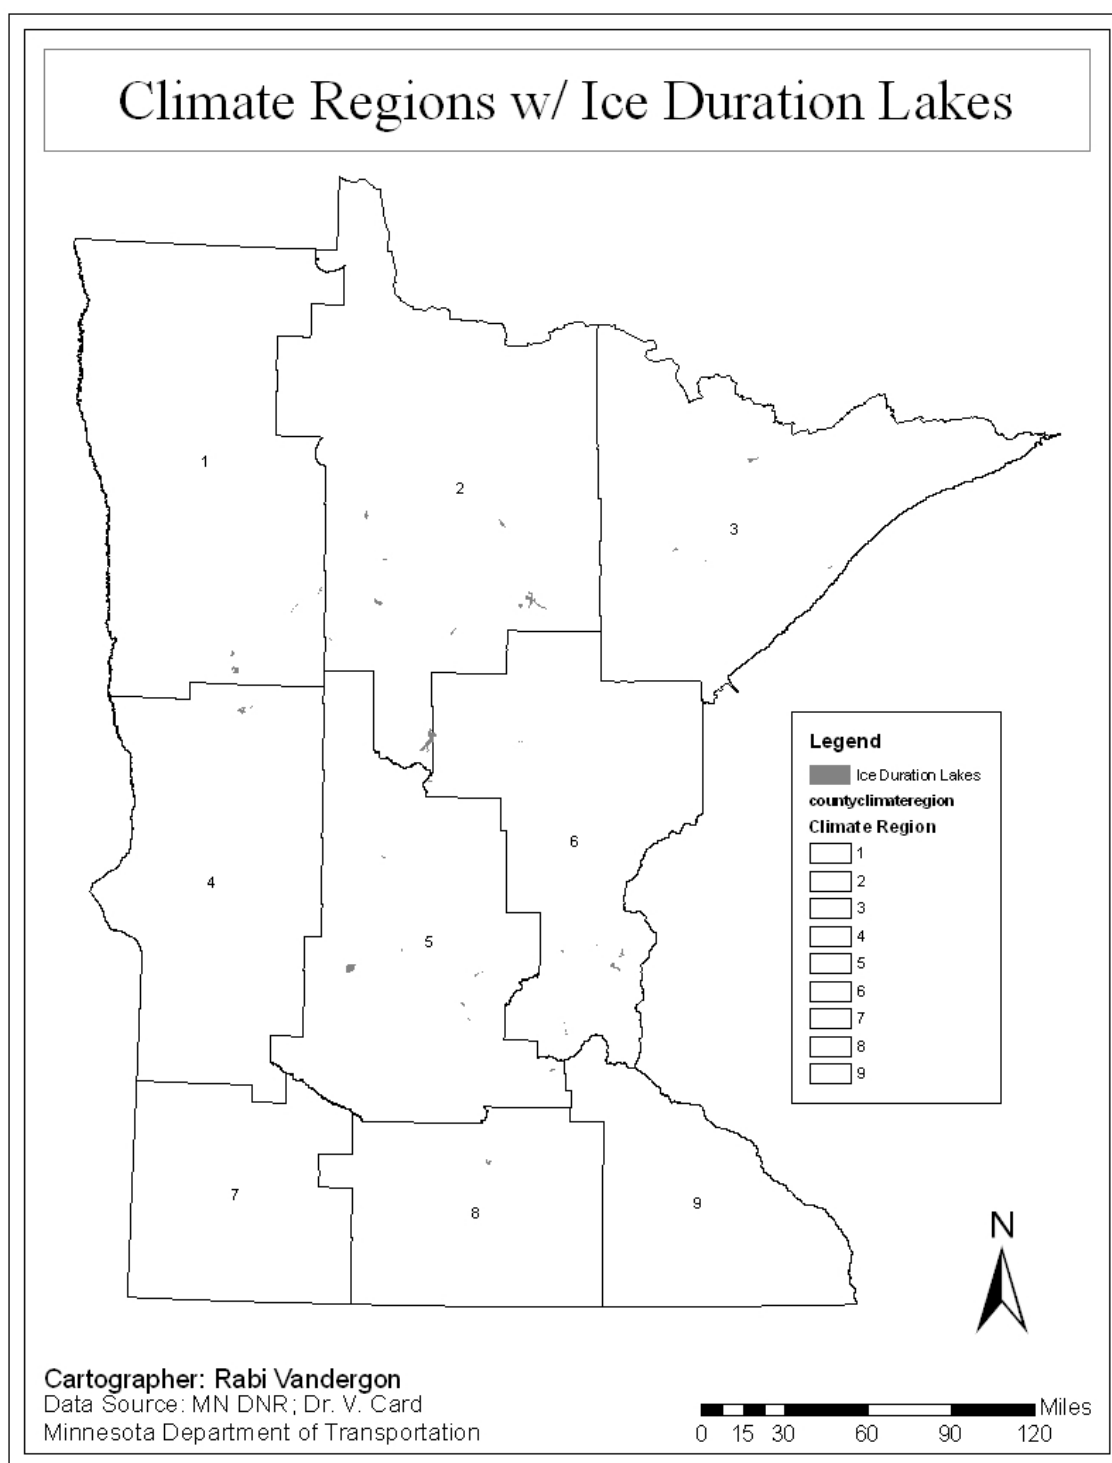 Climate Regions w/ Ice Duration Lakes
1
2
3
4
5
6
7
8
9
Legend
Ice Duration Lakes
countyclimateregion
Climate Region
1
2
3
4
5
6
7
8
9
N
Cartographer: Rabi Vandergon
Data Source: MN DNR; Dr. V. Card
Minnesota Department of Transportation
Miles
0 15 30 60 90 120